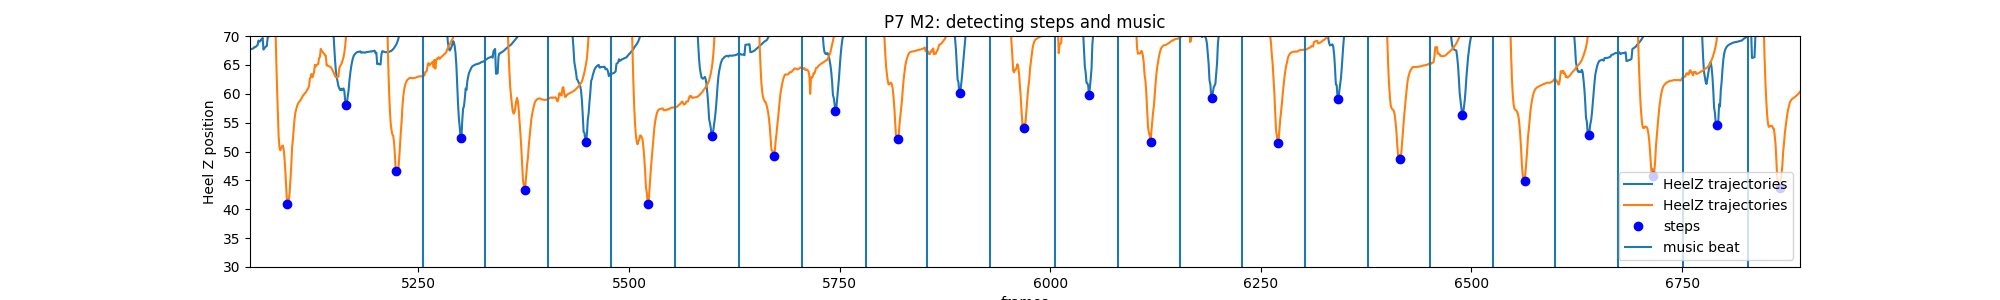 P7 M2: detecting steps and music
70
65
60
55
50
45
40
35
30
Heel Z position
HeelZ trajectories
HeelZ trajectories
steps
music beat
5250
5500
5750
6000
6250
6500
6750
frames